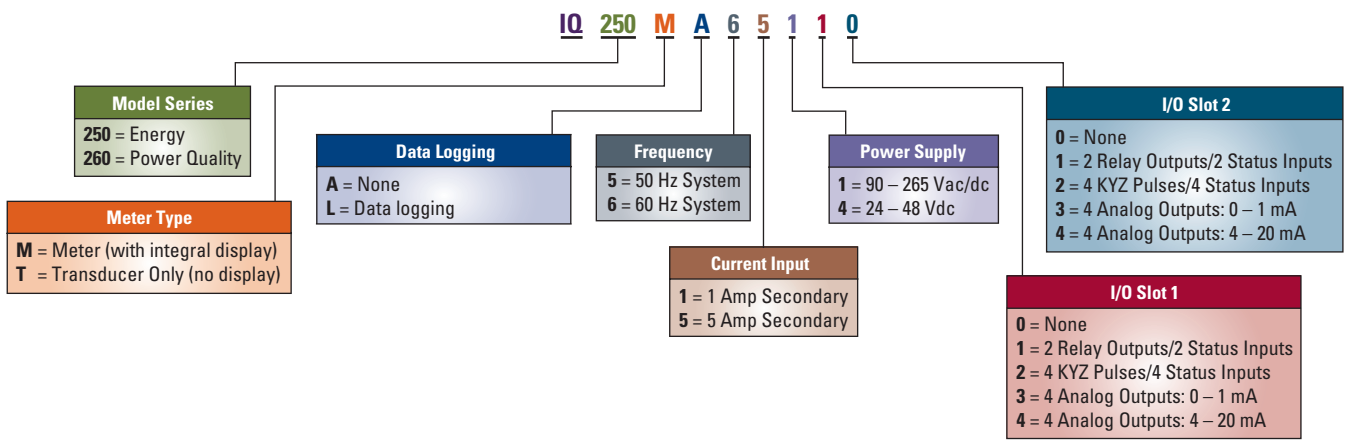 IQ 250 M A 6 5 1 1 0
Model Series
250 = Energy
260 = Power Quality
Meter Type
M = Meter (with integral display)
T = Transducer Only (no display)
Data Logging
A = None
L = Data logging
Frequency
5 = 50 Hz System
6 = 60 Hz System
Current Input
1 = 1 Amp Secondary
5 = 5 Amp Secondary
Power Supply
1 = 90 – 265 Vac/dc
4 = 24 – 48 Vdc
I/O Slot 2
0 = None
1 = 2 Relay Outputs/2 Status Inputs
2 = 4 KYZ Pulses/4 Status Inputs
3 = 4 Analog Outputs: 0 – 1 mA
4 = 4 Analog Outputs: 4 – 20 mA
I/O Slot 1
0 = None
1 = 2 Relay Outputs/2 Status Inputs
2 = 4 KYZ Pulses/4 Status Inputs
3 = 4 Analog Outputs: 0 – 1 mA
4 = 4 Analog Outputs: 4 – 20 mA